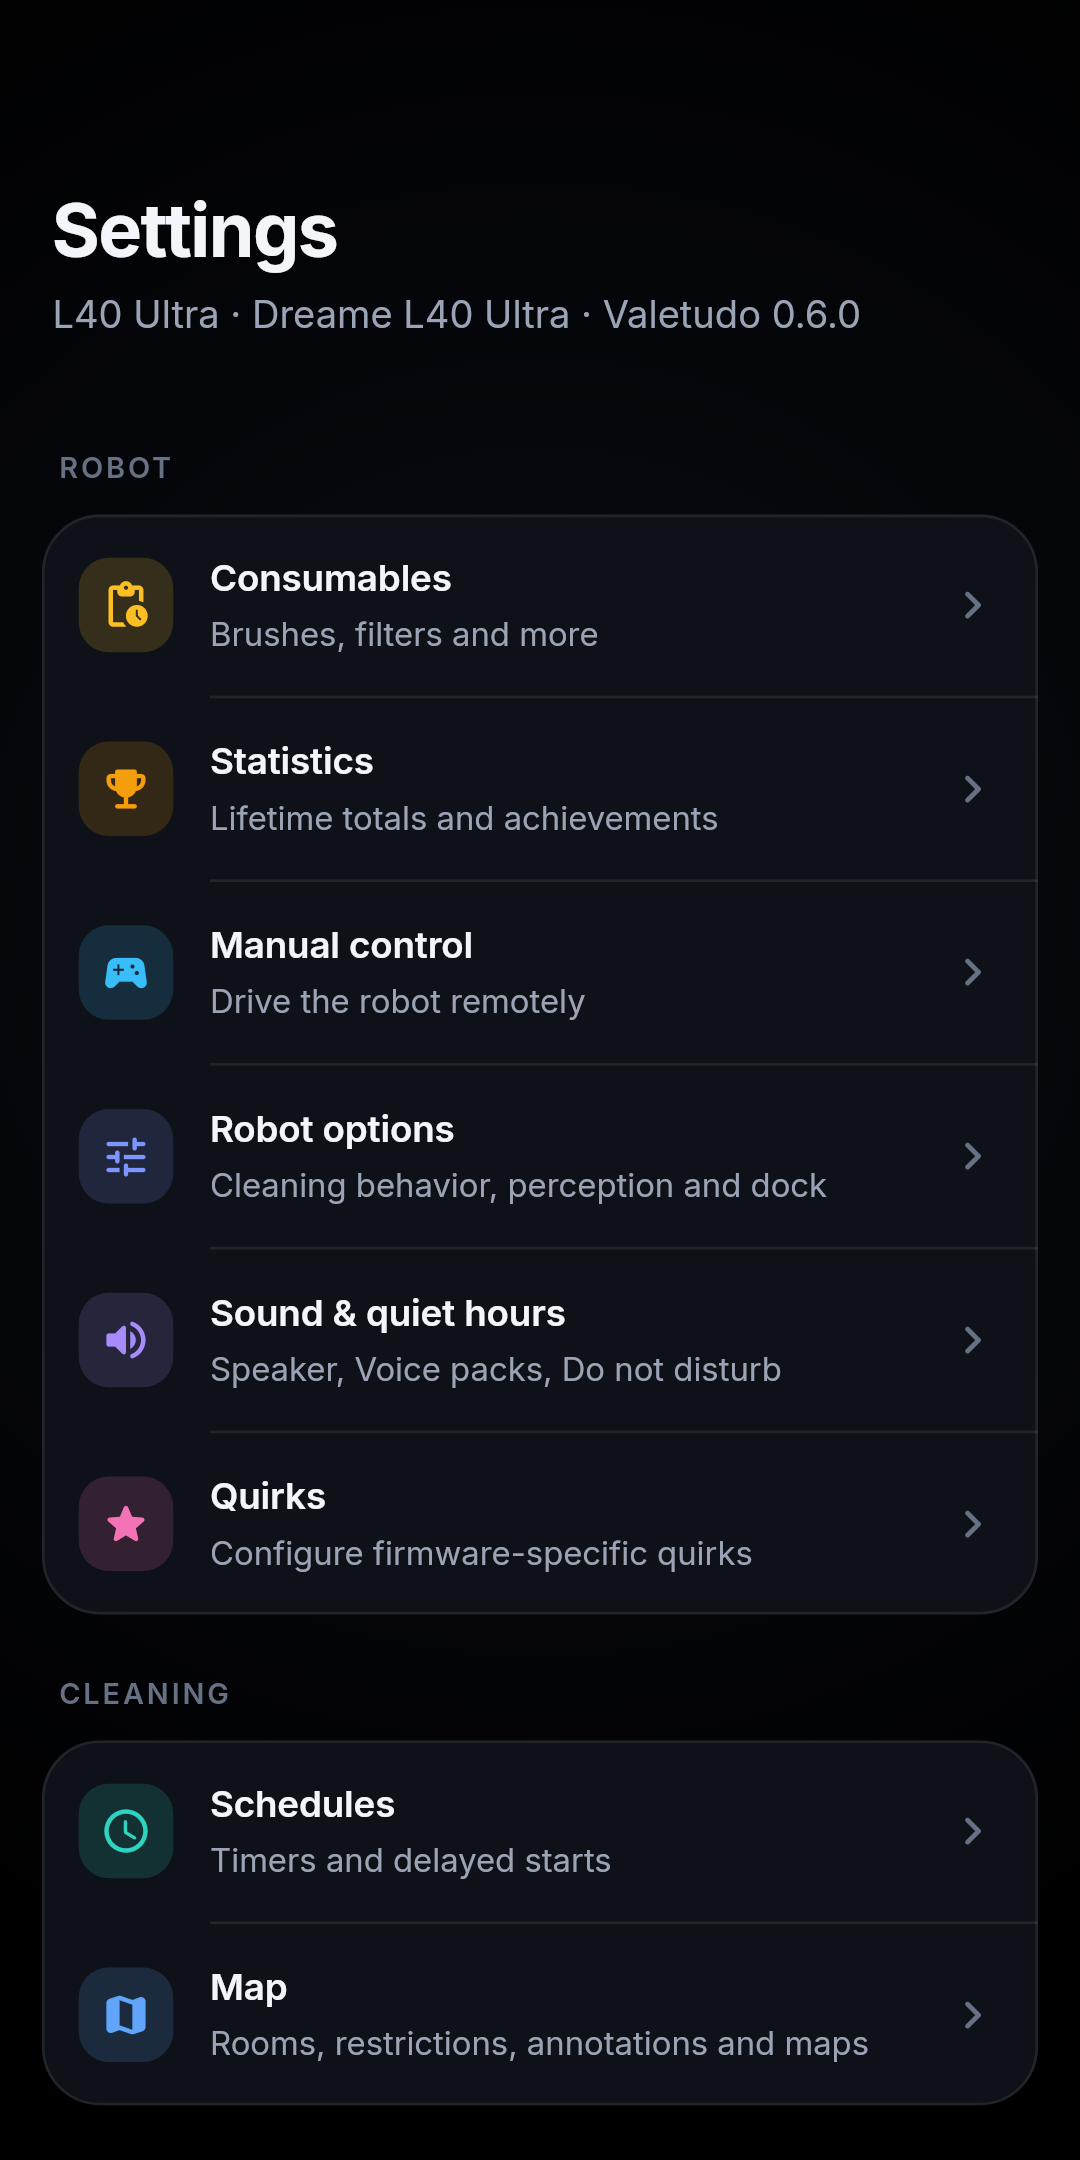 Settings
L40 Ultra · Dreame L40 Ultra · Valetudo 0.6.0
ROBOT
Consumables
Brushes, filters and more
Statistics
Lifetime totals and achievements
Manual control
Drive the robot remotely
Robot options
Cleaning behavior, perception and dock
Sound & quiet hours
Speaker, Voice packs, Do not disturb
Quirks
Configure firmware-specific quirks
CLEANING
Schedules
Timers and delayed starts
Map
Rooms, restrictions, annotations and maps